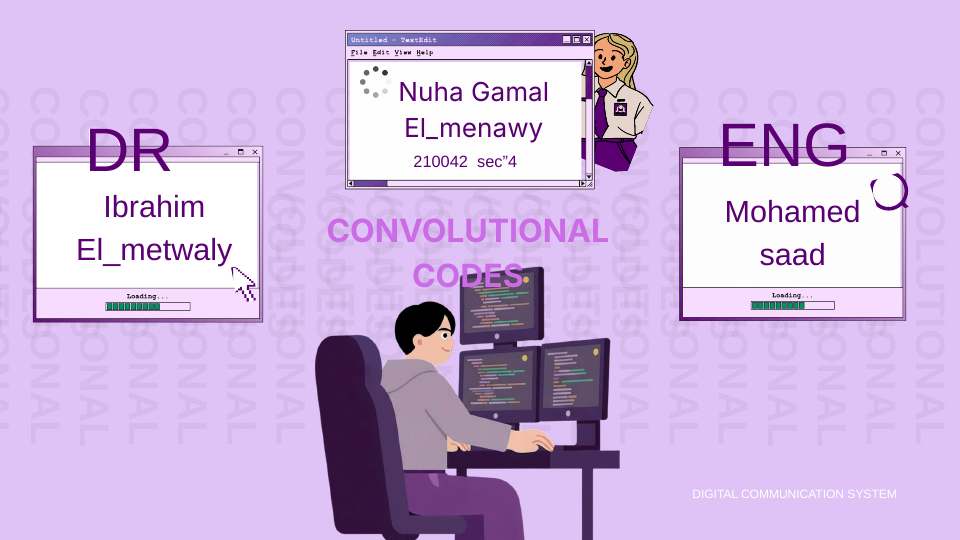 Untitled - TextEdit
File Edit View Help
Nuha Gamal
El_menawy
210042 sec"4
DR
Ibrahim
El_metwaly
Loading...
ENG
Mohamed
saad
Loading...
CONVOLUTIONAL
CODES
DIGITAL COMMUNICATION SYSTEM